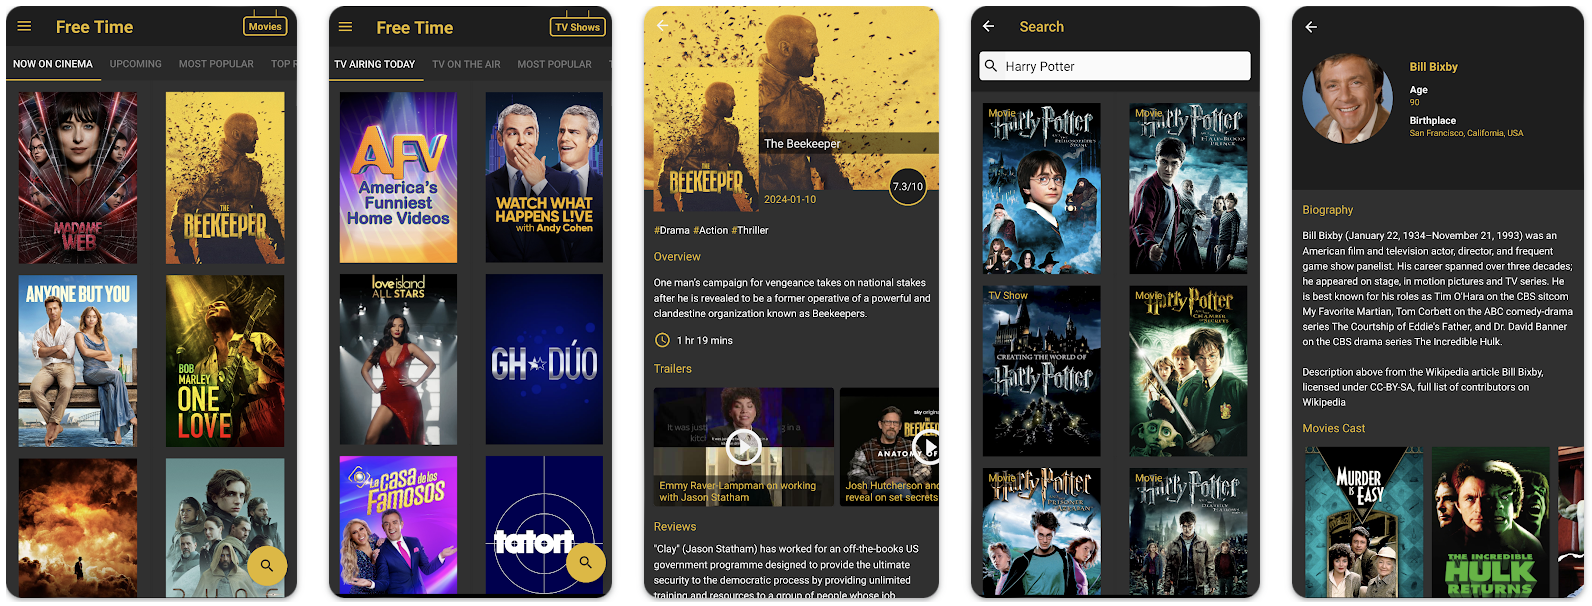 Free Time
Movies
NOW ON CINEMA
UPCOMING
MOST POPULAR
TOP R
MADAME
WEB
THE
BEEKEEPER
ANYONE BUT YOU
BOB
MARLEY
ONE
LOVE
Free Time
TV Shows
TV AIRING TODAY
TV ON THE AIR
MOST POPULAR
AFV
America's
Funniest
Home Videos
WATCH WHAT
HAPPENS L!VE
with Andy Cohen
love island
ALL STARS
GH DÚO
La casa de los
Famosos
tatort
The Beekeeper
THE
BEEKEEPER
2024-01-10
7.3/10
#Drama #Action #Thriller
Overview
One man's campaign for vengeance takes on national stakes
after he is revealed to be a former operative of a powerful and
clandestine organization known as Beekeepers.
1 hr 19 mins
Trailers
It was just
kitch
in a
Emmy Raver-Lampman on working
with Jason Statham
sky origin
THE
BEEKEE
ANATOMY OF
Josh Hutcherson and
reveal on set secrets
Reviews
"Clay" (Jason Statham) has worked for an off-the-books US
government programme designed to provide the ultimate
security to the democratic process by providing unlimited
training and resources to a group of people whose job
Search
Harry Potter
Movie
Harry Potter
Movie
Harry Potter
TV Show
CREATING THE WORLD OF
Harry Potter
Movie
Harry Potter
Movie
Harry Potter
Movie
Harry Potter
Bill Bixby
Age
90
Birthplace
San Francisco, California, USA
Biography
Bill Bixby (January 22, 1934–November 21, 1993) was an
American film and television actor, director, and frequent
game show panelist. His career spanned over three decades;
he appeared on stage, in motion pictures and TV series. He
is best known for his roles as Tim O'Hara on the CBS sitcom
My Favorite Martian, Tom Corbett on the ABC comedy-drama
series The Courtship of Eddie's Father, and Dr. David Banner
on the CBS drama series The Incredible Hulk.
Description above from the Wikipedia article Bill Bixby,
licensed under CC-BY-SA, full list of contributors on
Wikipedia
Movies Cast
MURDER
IS EASY
THE INCREDIBLE
HULK
RETURNS